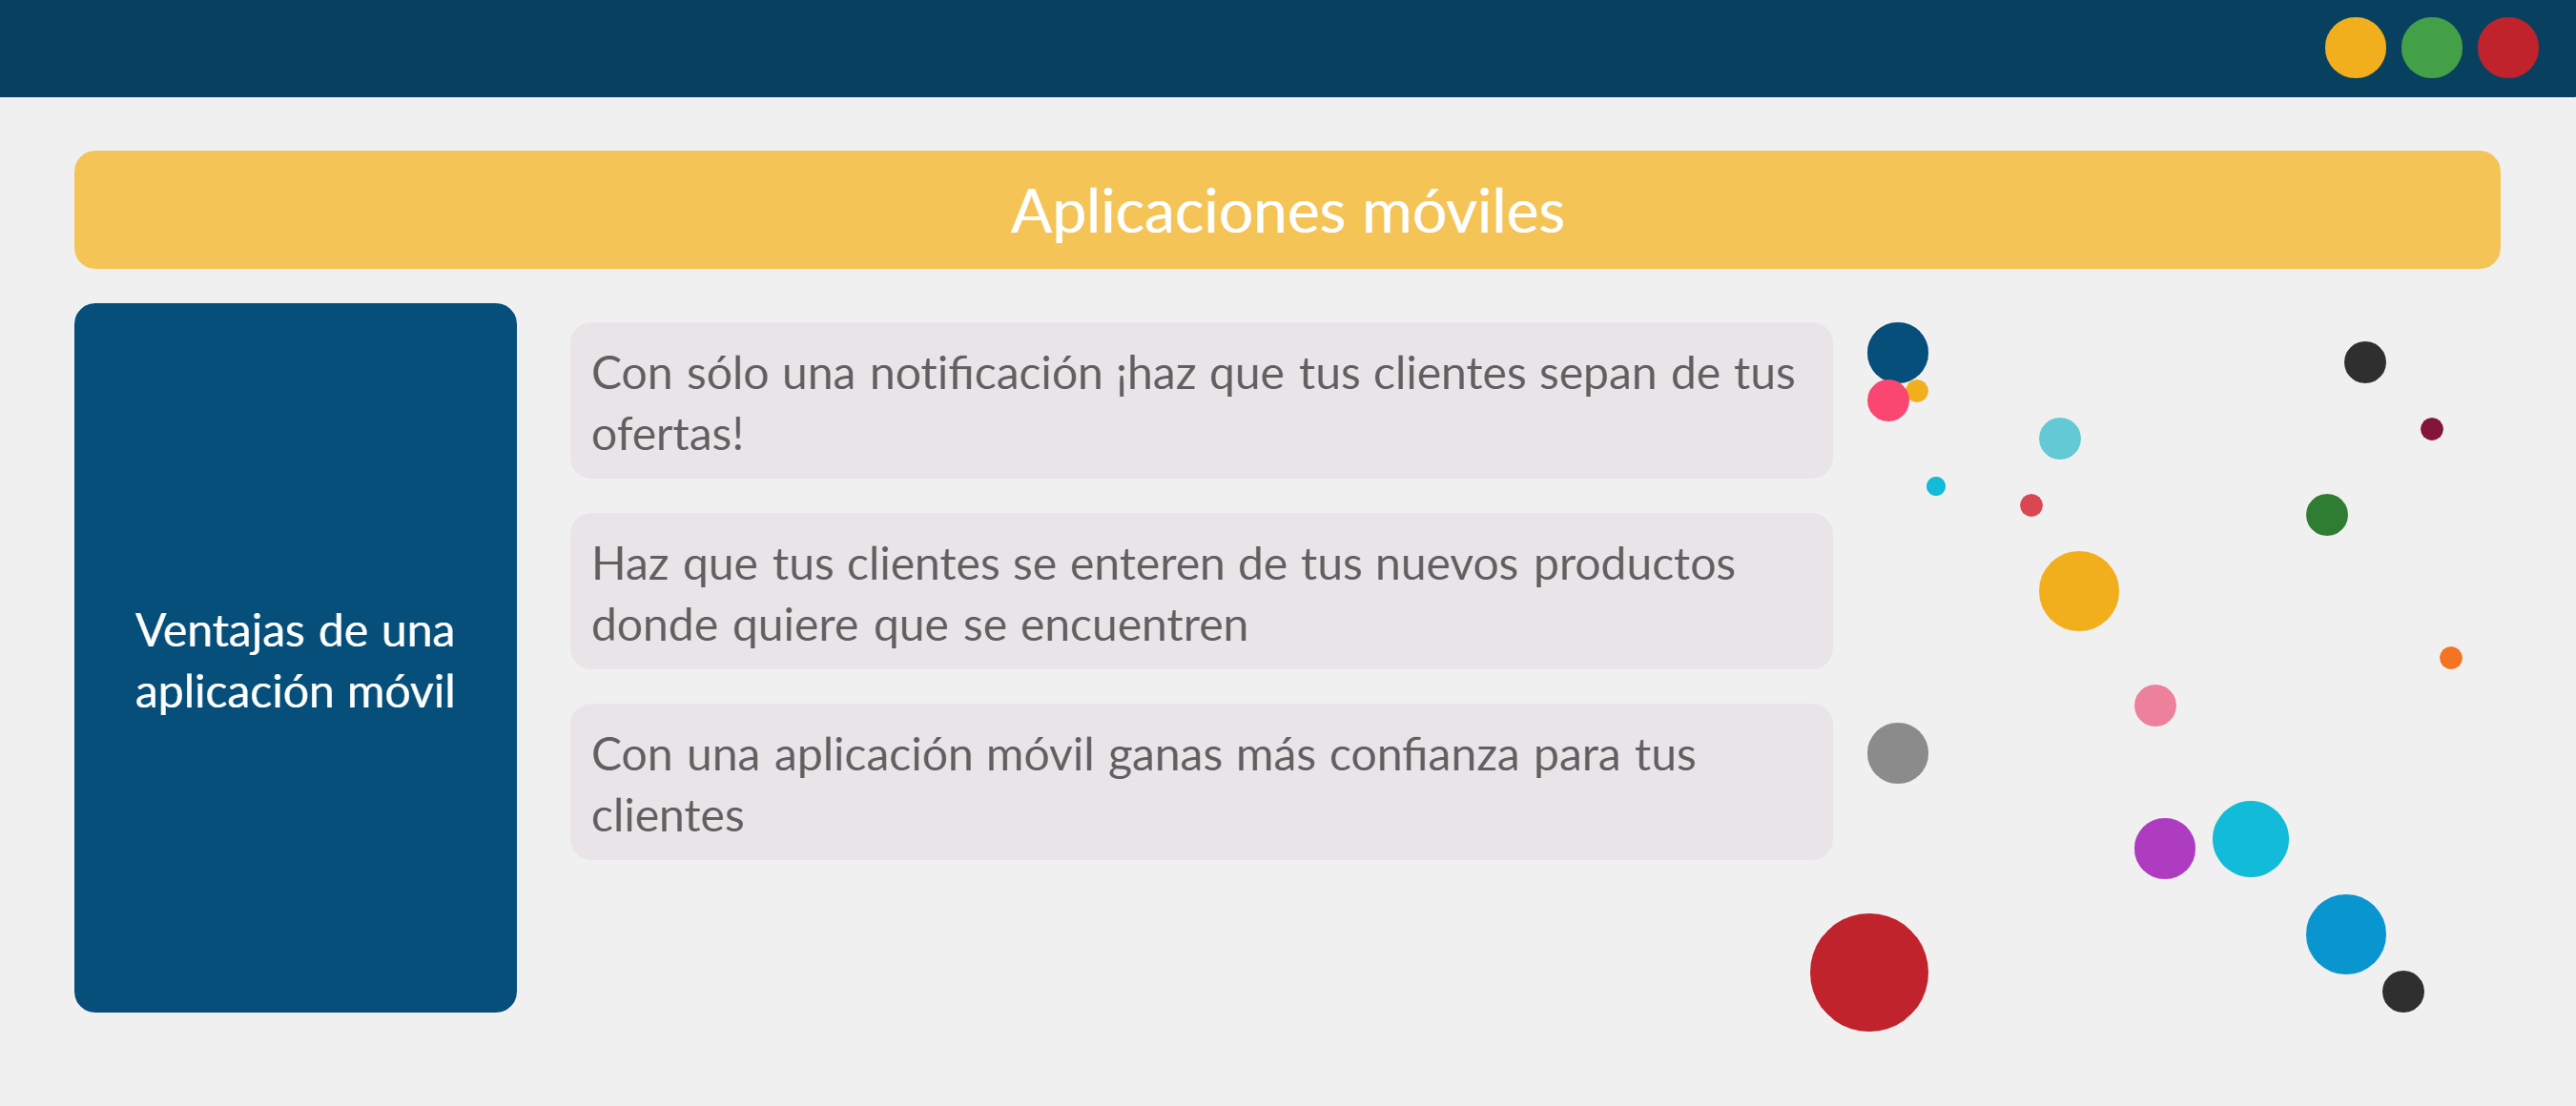 Aplicaciones móviles
Ventajas de una
aplicación móvil
Con sólo una notificación ¡haz que tus clientes sepan de tus
ofertas!
Haz que tus clientes se enteren de tus nuevos productos
donde quiere que se encuentren
Con una aplicación móvil ganas más confianza para tus
clientes